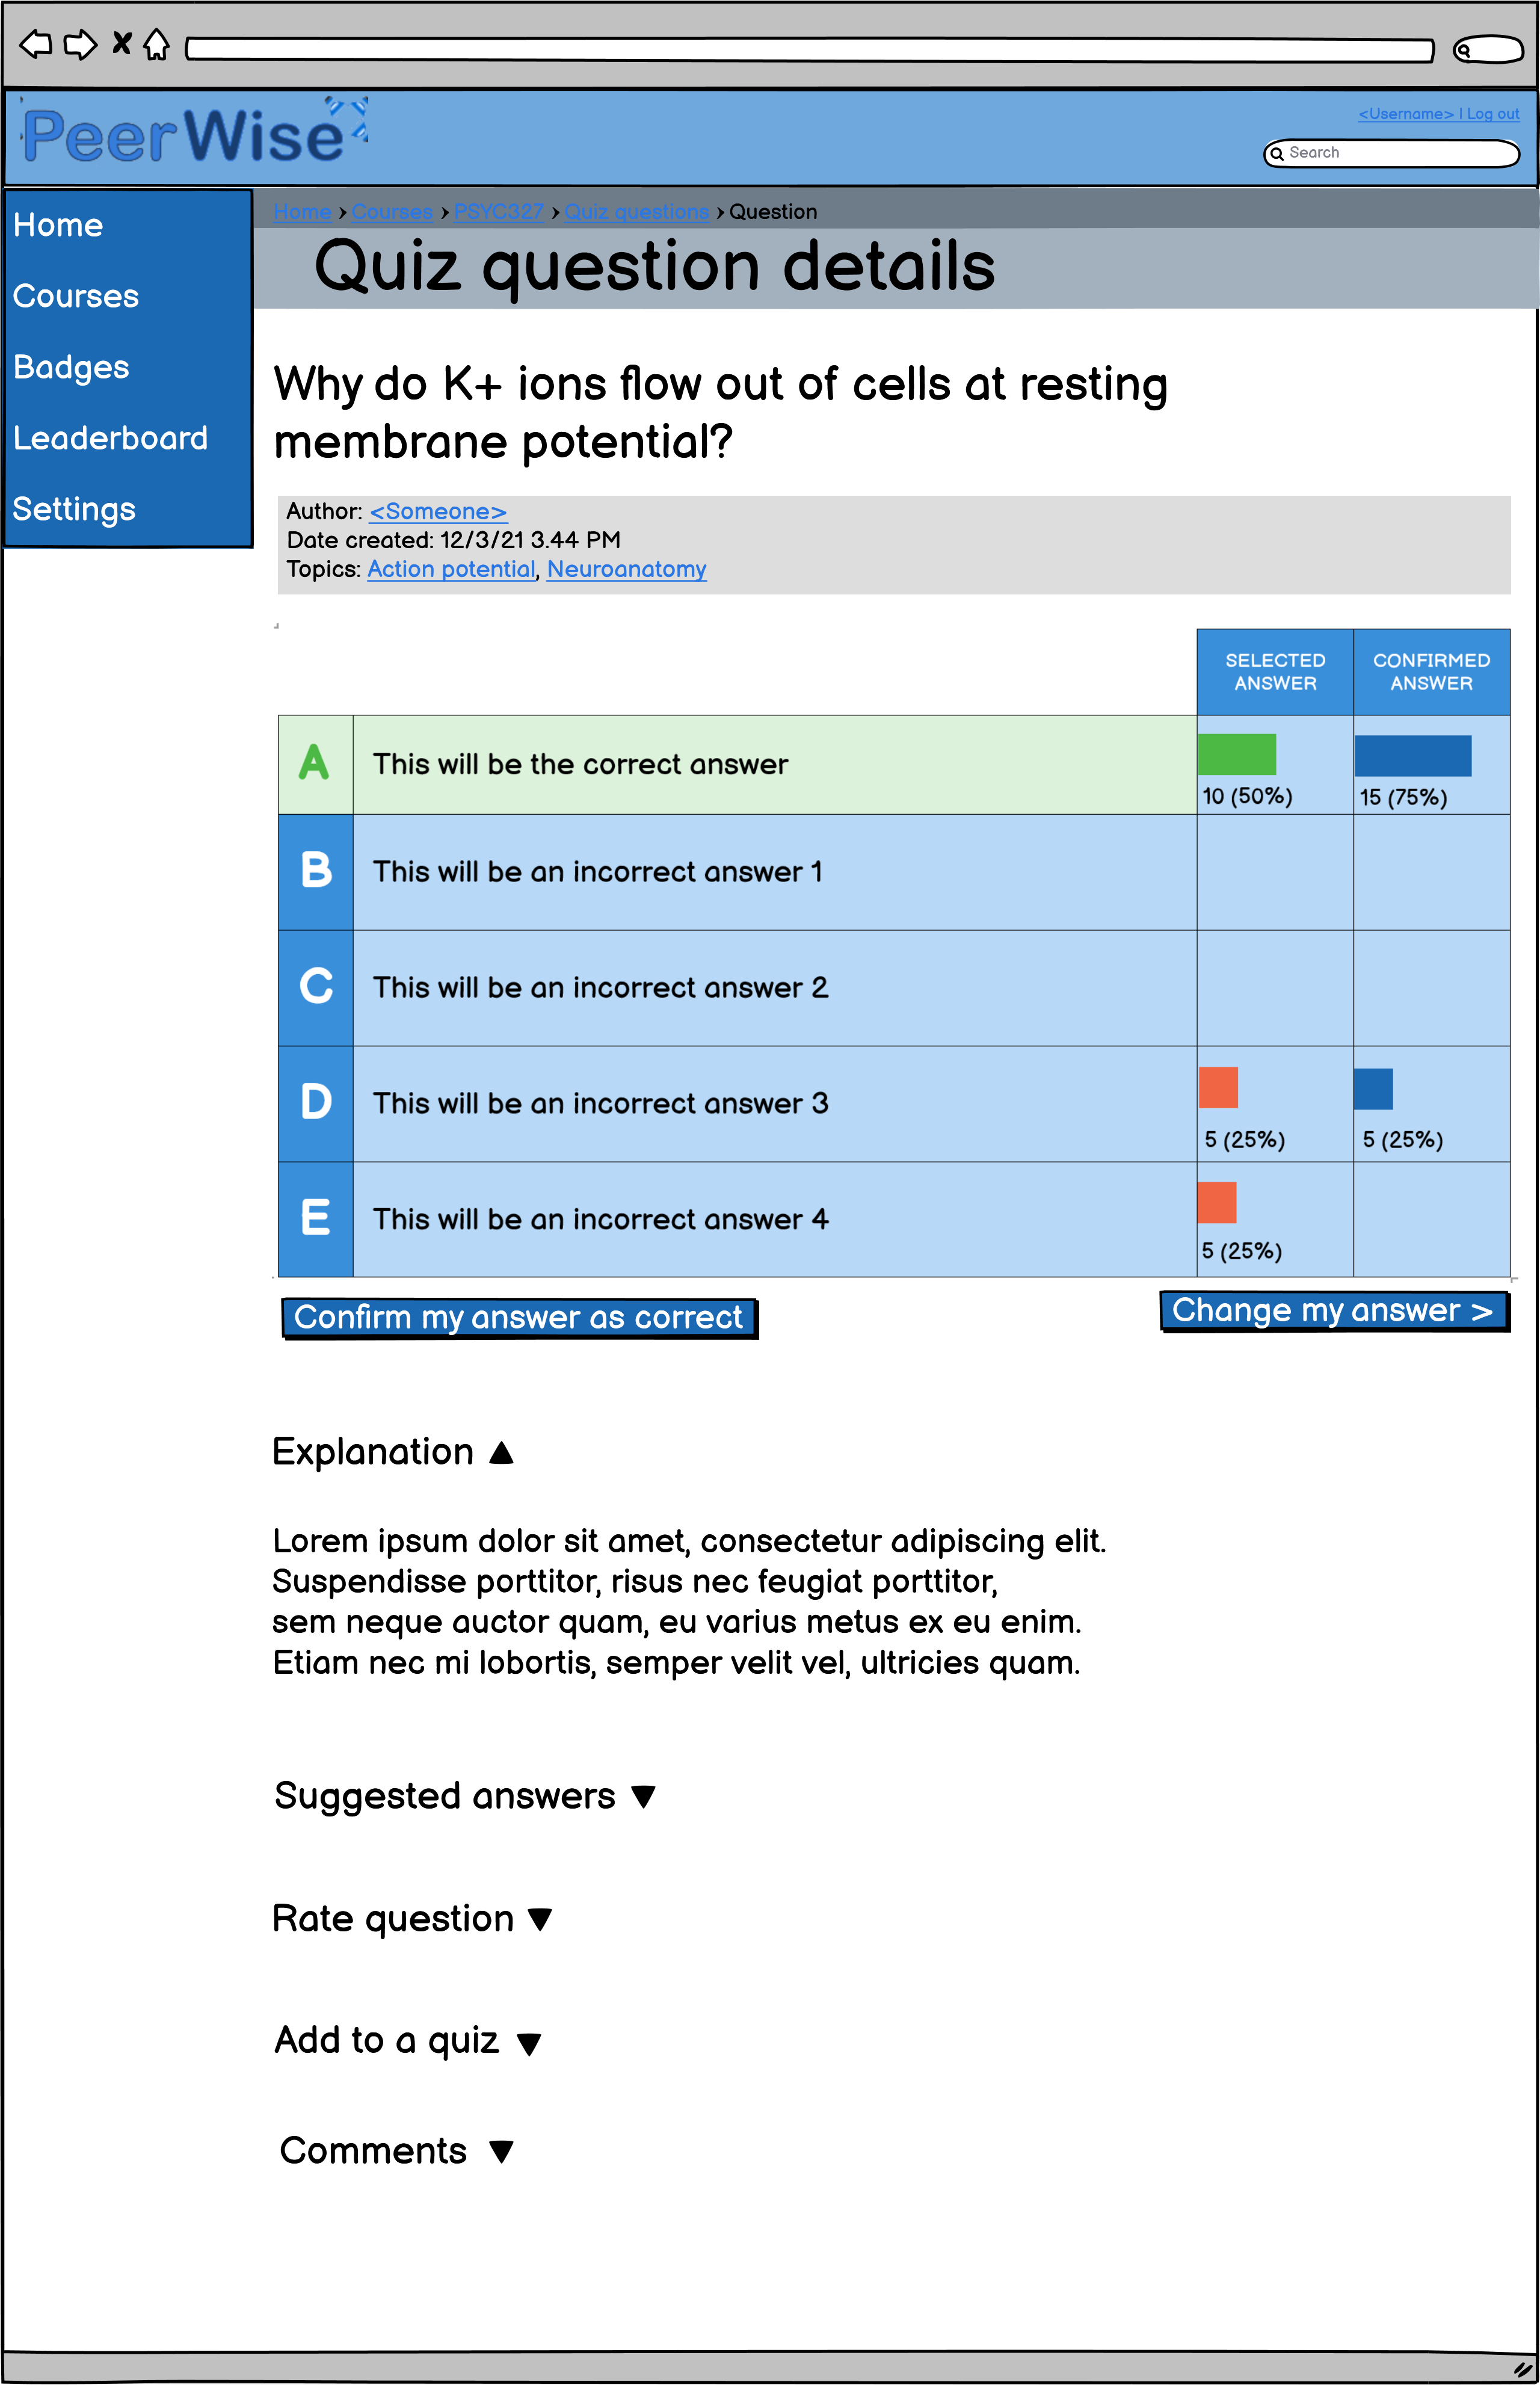 PeerWise
<Username> | Log out
Search
Home
Courses
Badges
Leaderboard
Settings
Home > Courses > PSYC327 > Quiz questions > Question
Quiz question details
Why do K+ ions flow out of cells at resting
membrane potential?
Author: <Someone>
Date created: 12/3/21 3.44 PM
Topics: Action potential, Neuroanatomy
SELECTED
ANSWER
CONFIRMED
ANSWER
A This will be the correct answer
10 (50%) 15 (75%)
B This will be an incorrect answer 1
C This will be an incorrect answer 2
D This will be an incorrect answer 3
5 (25%) 5 (25%)
E This will be an incorrect answer 4
5 (25%)
Confirm my answer as correct
Change my answer >
Explanation ▲
Lorem ipsum dolor sit amet, consectetur adipiscing elit.
Suspendisse porttitor, risus nec feugiat porttitor,
sem neque auctor quam, eu varius metus ex eu enim.
Etiam nec mi lobortis, semper velit vel, ultricies quam.
Suggested answers ▼
Rate question ▼
Add to a quiz ▼
Comments ▼